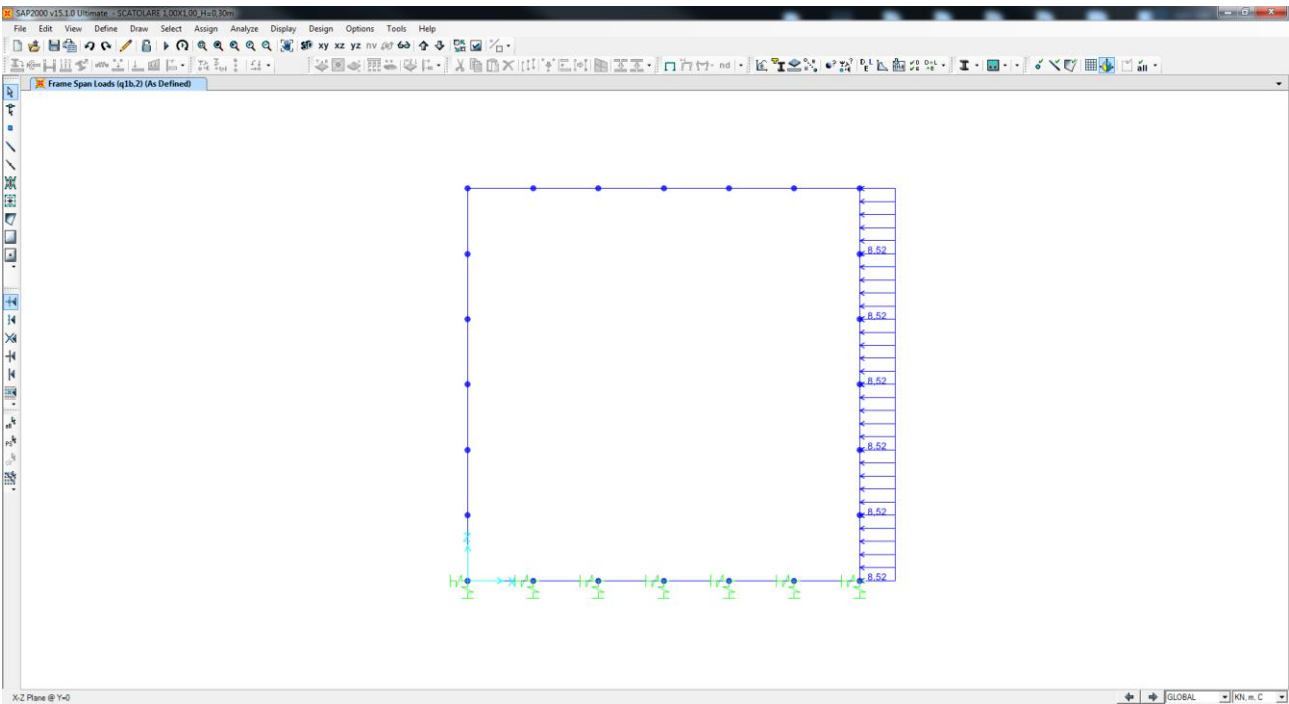 SAP2000 v15.1.0 Ultimate - SCATOLARE 1,00X1,00_H=0,30m
File Edit View Define Draw Select Assign Analyze Display Design Options Tools Help
xy xz yz nv
nd
all
Frame Span Loads (q1b,2) (As Defined)
8,52
8,52
8,52
8,52
8,52
8,52
Z
X
X-Z Plane @ Y=0
GLOBAL
KN, m, C